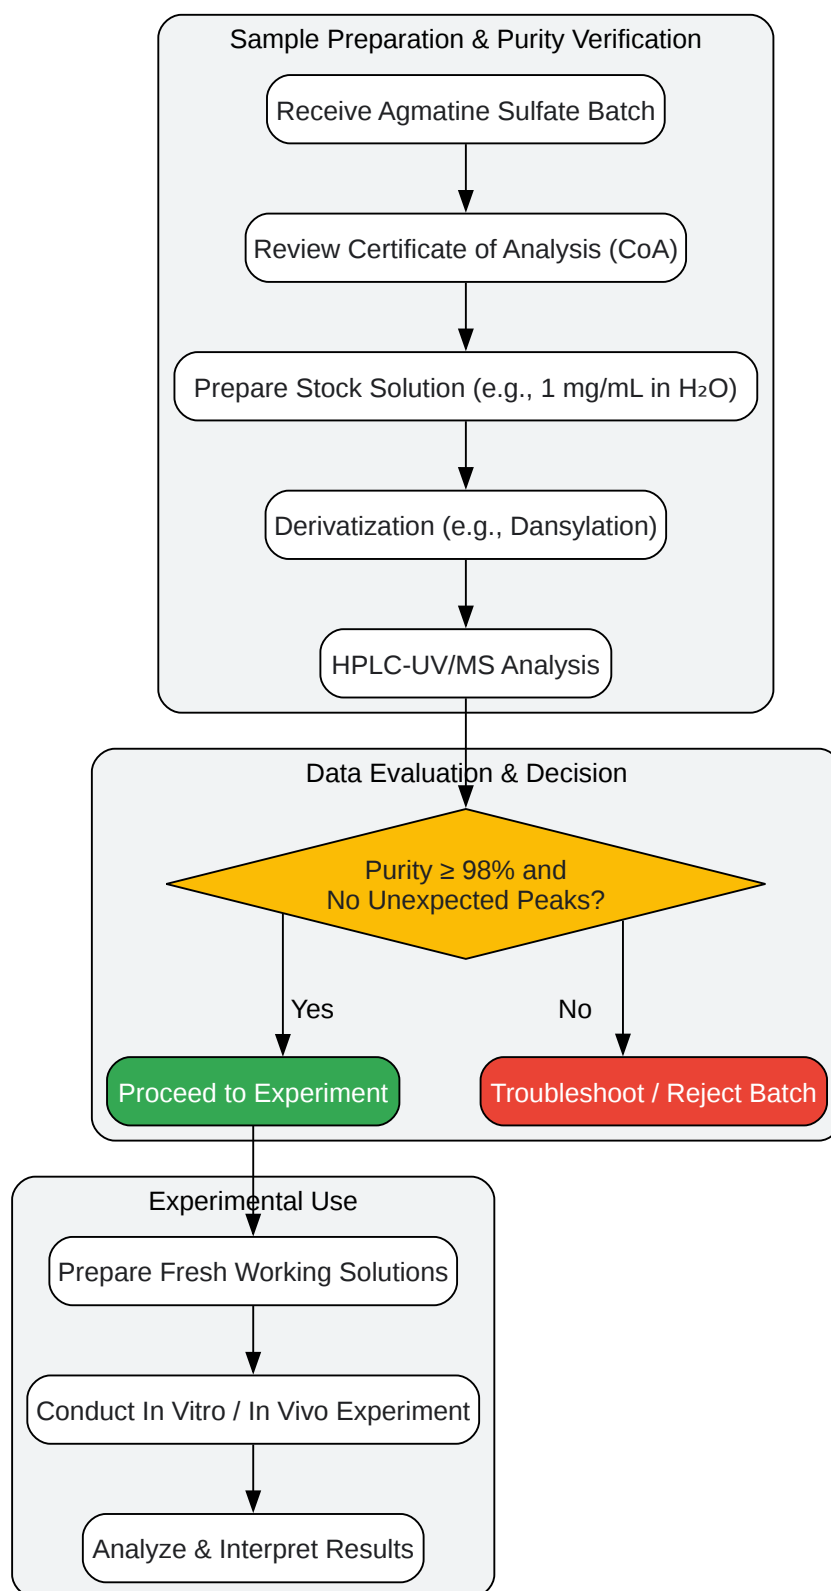 Sample Preparation & Purity Verification
Receive Agmatine Sulfate Batch
Review Certificate of Analysis (CoA)
Prepare Stock Solution (e.g., 1 mg/mL in H₂O)
Derivatization (e.g., Dansylation)
HPLC-UV/MS Analysis
Data Evaluation & Decision
Purity ≥ 98% and
No Unexpected Peaks?
Yes
No
Proceed to Experiment
Troubleshoot / Reject Batch
Experimental Use
Prepare Fresh Working Solutions
Conduct In Vitro / In Vivo Experiment
Analyze & Interpret Results